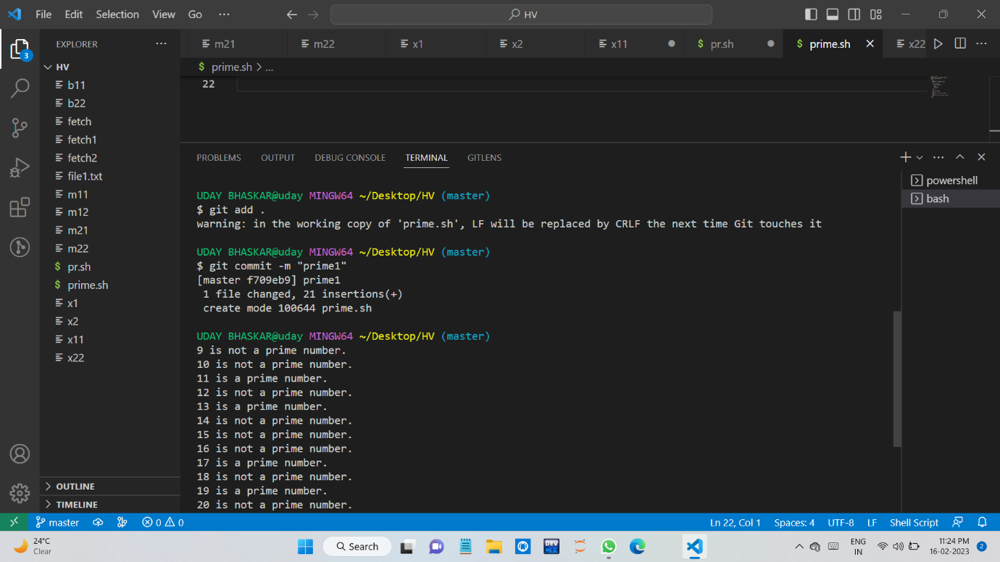 File Edit Selection View Go ···
HV
EXPLORER ···
m21 m22 x1 x2 x11 pr.sh prime.sh x22
prime.sh > ...
22
3
HV
b11
b22
fetch
fetch1
fetch2
file1.txt
m11
m12
m21
m22
$ pr.sh
$ prime.sh
x1
x2
x11
x22
OUTLINE
TIMELINE
PROBLEMS OUTPUT DEBUG CONSOLE TERMINAL GITLENS
powershell
bash
UDAY BHASKAR@uday MINGW64 ~/Desktop/HV (master)
$ git add .
warning: in the working copy of 'prime.sh', LF will be replaced by CRLF the next time Git touches it
UDAY BHASKAR@uday MINGW64 ~/Desktop/HV (master)
$ git commit -m "prime1"
[master f709eb9] prime1
1 file changed, 21 insertions(+)
create mode 100644 prime.sh
UDAY BHASKAR@uday MINGW64 ~/Desktop/HV (master)
9 is not a prime number.
10 is not a prime number.
11 is a prime number.
12 is not a prime number.
13 is a prime number.
14 is not a prime number.
15 is not a prime number.
16 is not a prime number.
17 is a prime number.
18 is not a prime number.
19 is a prime number.
20 is not a prime number.
master 0 0 Ln 22, Col 1 Spaces: 4 UTF-8 LF Shell Script
24°C
Clear
Search
DEV
ENG
IN
11:24 PM
16-02-2023
2